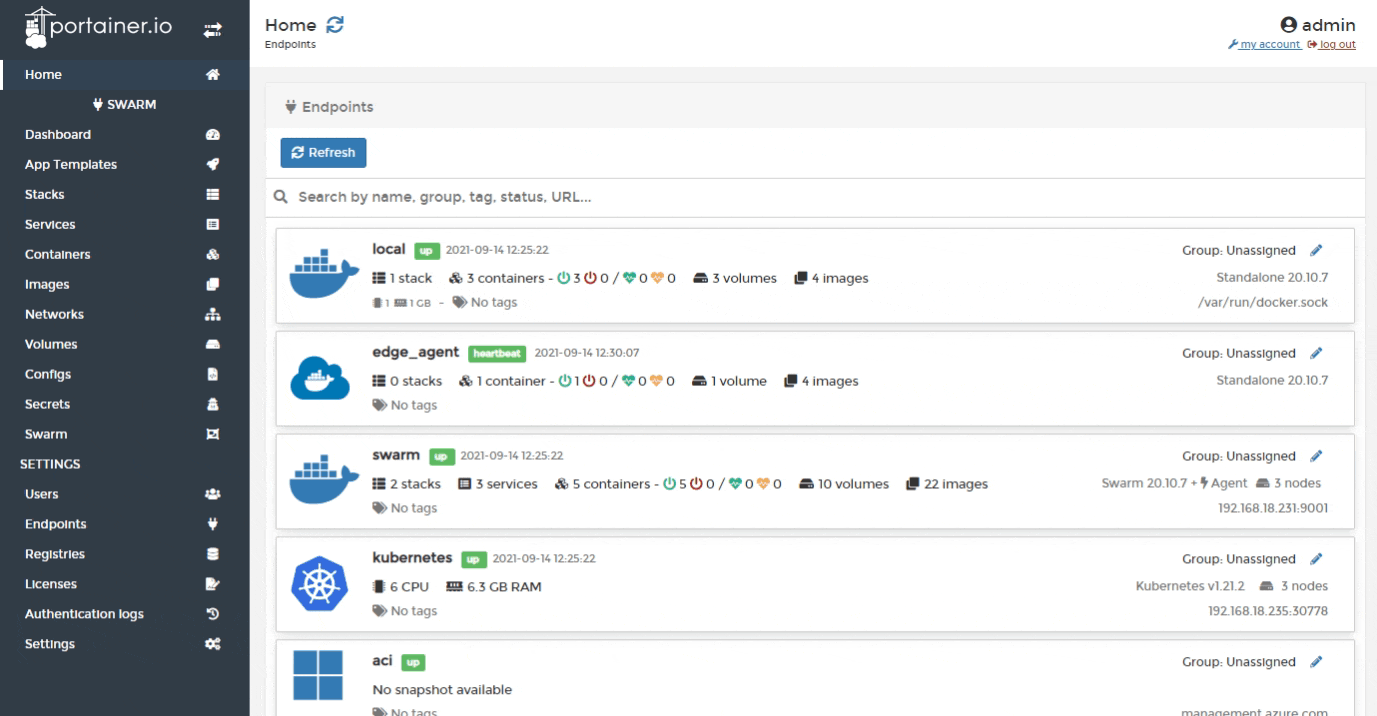 portainer.io
Home
SWARM
Dashboard
App Templates
Stacks
Services
Containers
Images
Networks
Volumes
Configs
Secrets
Swarm
SETTINGS
Users
Endpoints
Registries
Licenses
Authentication logs
Settings
Home
Endpoints
admin
my account log out
Endpoints
Refresh
Search by name, group, tag, status, URL...
local up 2021-09-14 12:25:22 Group: Unassigned
1 stack 3 containers - 3 0 / 0 0 3 volumes 4 images Standalone 20.10.7
1 1 GB - No tags /var/run/docker.sock
edge_agent heartbeat 2021-09-14 12:30:07 Group: Unassigned
0 stacks 1 container - 1 0 / 0 0 1 volume 4 images Standalone 20.10.7
No tags
swarm up 2021-09-14 12:25:22 Group: Unassigned
2 stacks 3 services 5 containers - 5 0 / 0 0 10 volumes 22 images Swarm 20.10.7 + Agent 3 nodes
No tags 192.168.18.231:9001
kubernetes up 2021-09-14 12:25:22 Group: Unassigned
6 CPU 6.3 GB RAM Kubernetes v1.21.2 3 nodes
No tags 192.168.18.235:30778
aci up Group: Unassigned
No snapshot available
No tags management.azure.com